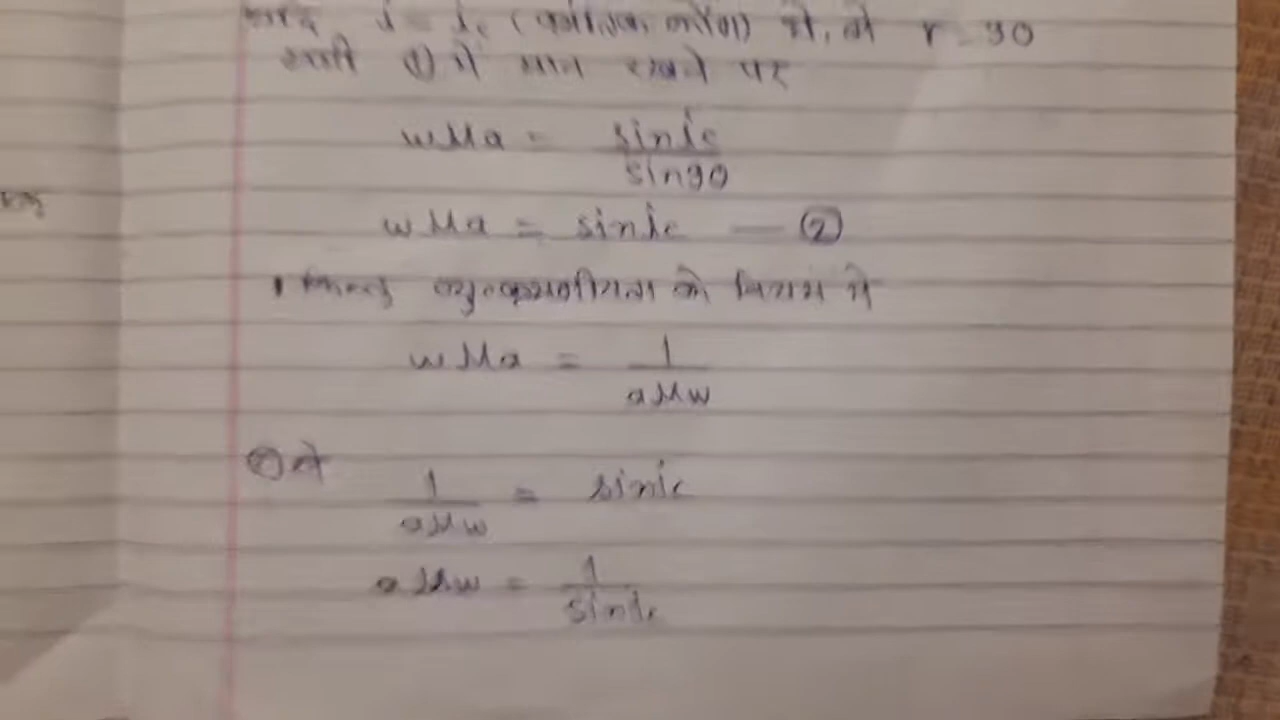 यदि i = ic (क्रांतिक कोण) हो, तो r = 90
समी ① में मान रखने पर
wμa = sin ic / sin 90
wμa = sin ic — ②
किन्तु व्युत्क्रमणीयता के नियम से
wμa = 1 / aμw
② से
1 / aμw = sin ic
aμw = 1 / sin ic